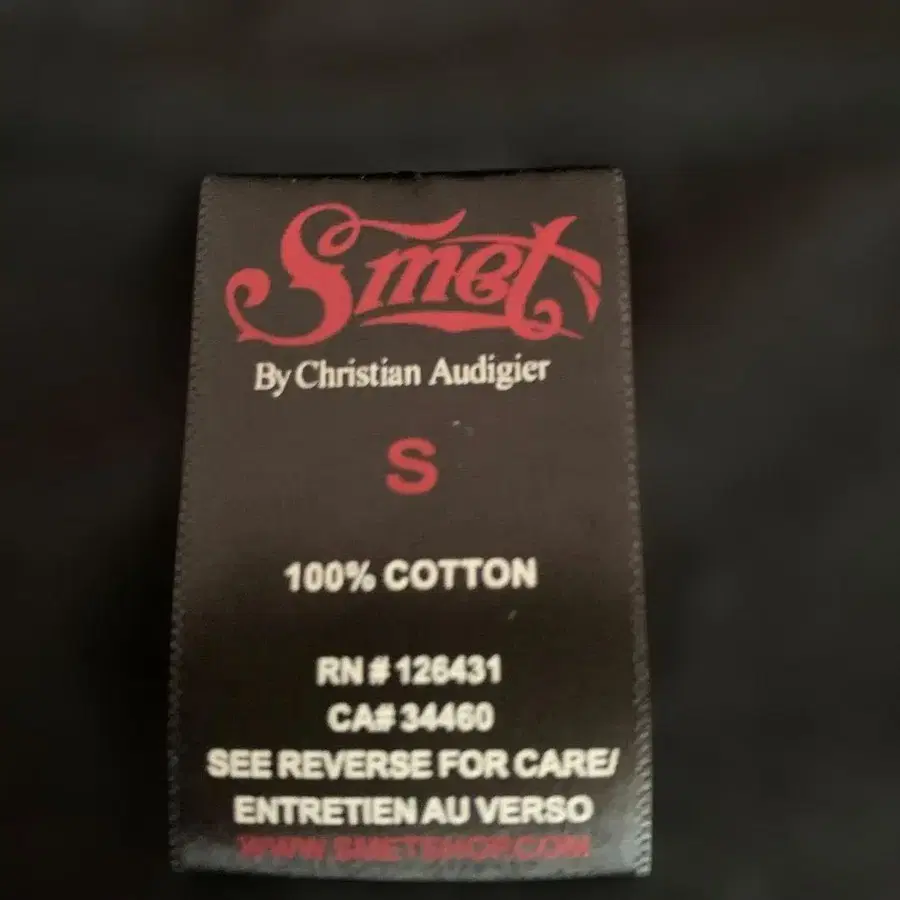 Smet
By Christian Audigier
S
100% COTTON
RN # 126431
CA# 34460
SEE REVERSE FOR CARE/
ENTRETIEN AU VERSO
WWW.SMETSHOP.COM